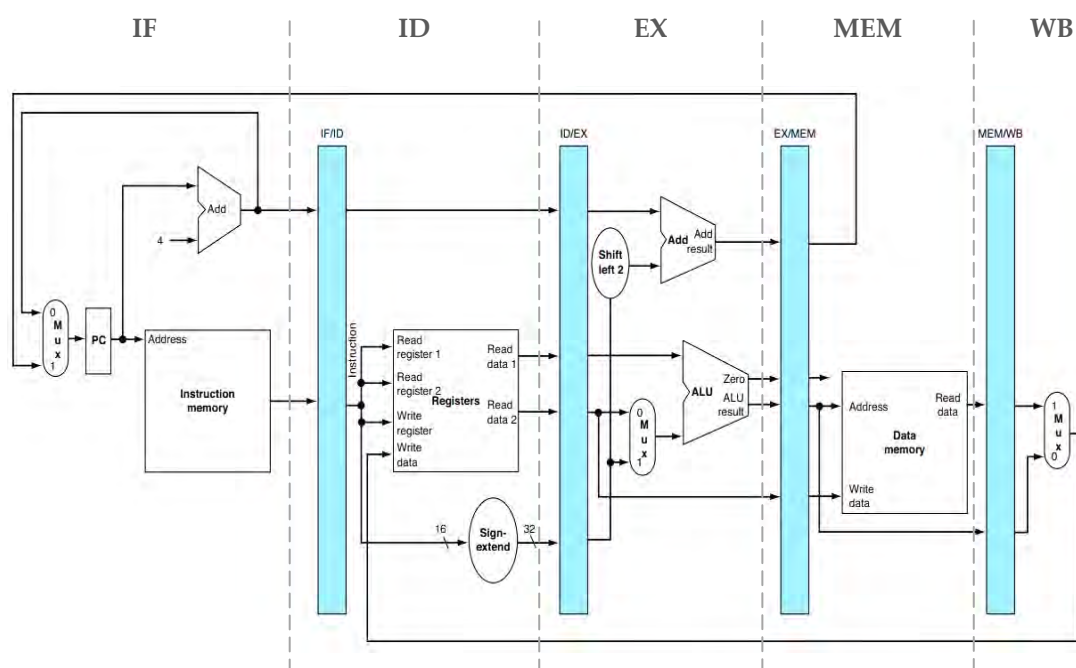 IF
ID
EX
MEM
WB
IF/ID
ID/EX
EX/MEM
MEM/WB
Add
4
0
M
u
x
1
PC
Address
Instruction
memory
Instruction
Read
register 1
Read
register 2
Write
register
Write
data
Registers
Read
data 1
Read
data 2
16
Sign-
extend
32
Shift
left 2
Add
Add
result
0
M
u
x
1
ALU
Zero
ALU
result
Address
Write
data
Data
memory
Read
data
1
M
u
x
0